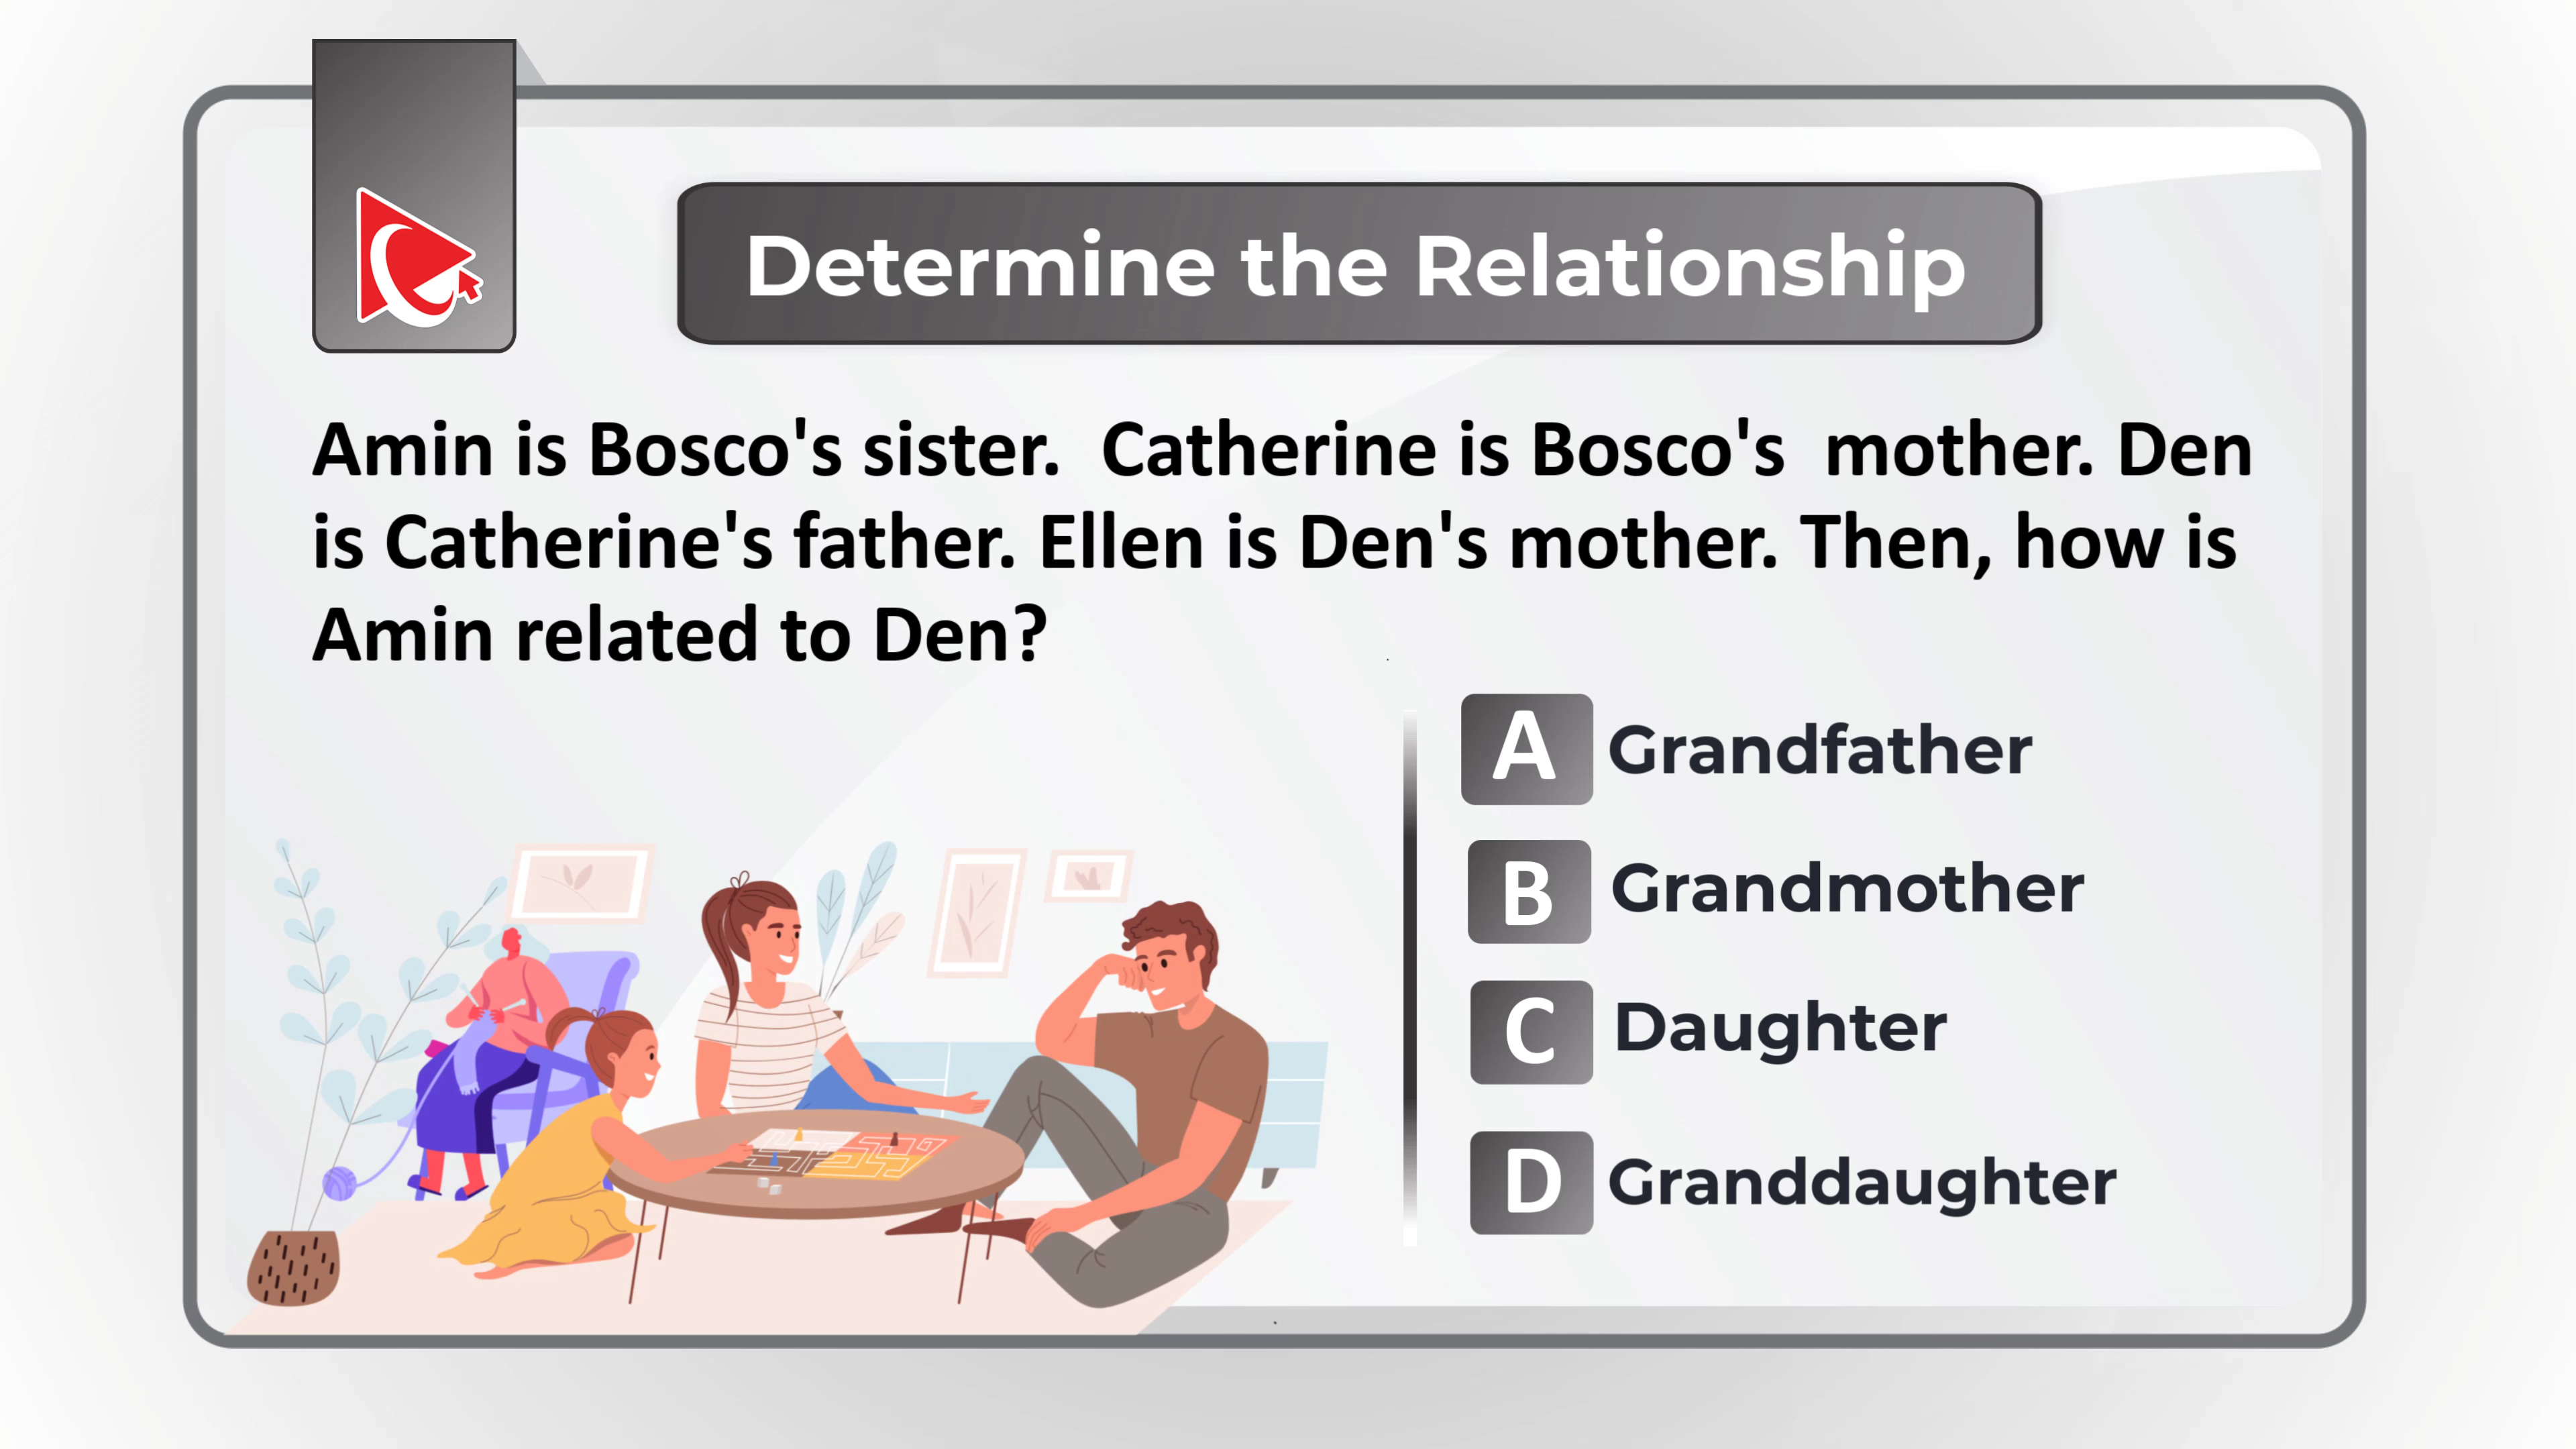 Determine the Relationship
Amin is Bosco's sister.  Catherine is Bosco's  mother. Den
is Catherine's father. Ellen is Den's mother. Then, how is
Amin related to Den?
A Grandfather
B Grandmother
C Daughter
D Granddaughter